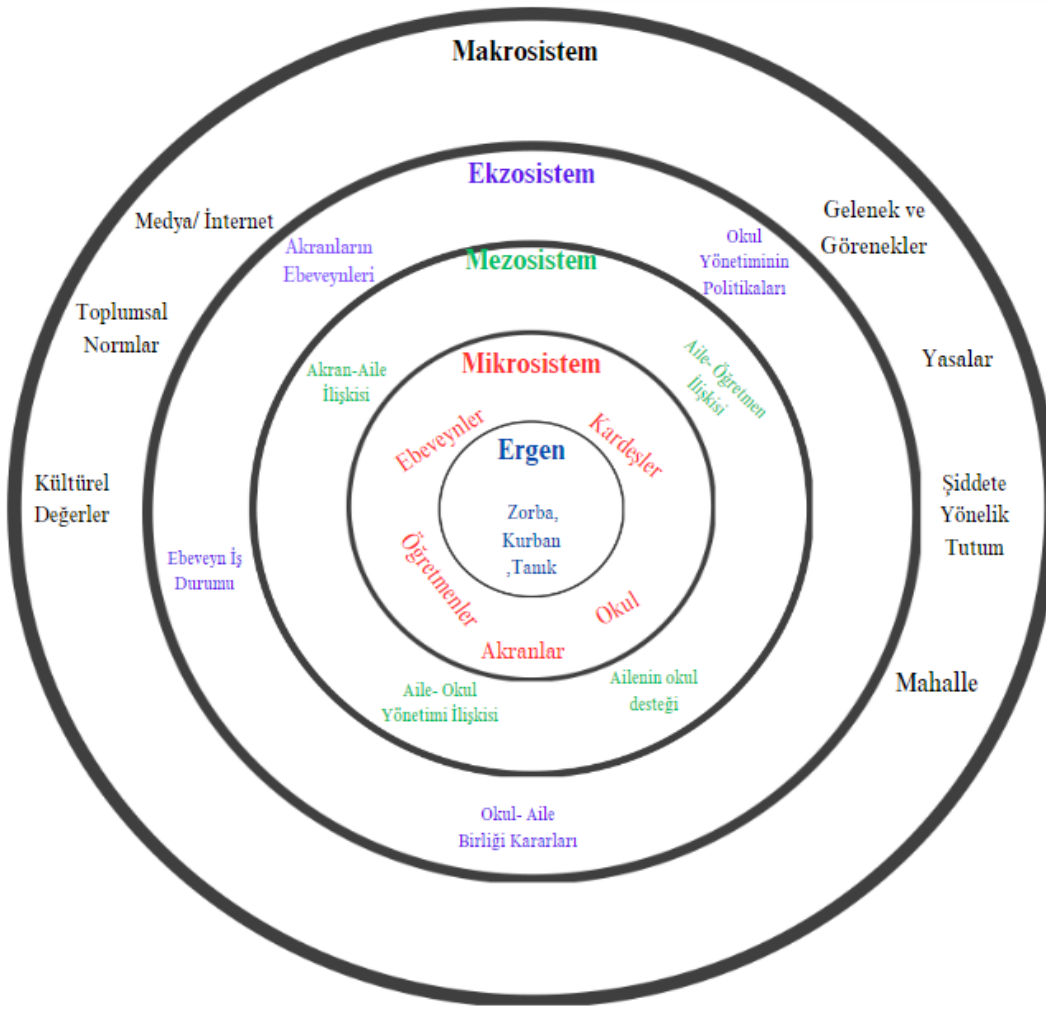 Makrosistem
Ekzosistem
Medya/ İnternet
Gelenek ve
Görenekler
Akranların
Ebeveynleri
Okul
Yönetiminin
Politikaları
Mezosistem
Toplumsal
Normlar
Yasalar
Akran-Aile
İlişkisi
Aile- Öğretmen
İlişkisi
Mikrosistem
Ebeveynler
Kardeşler
Ergen
Zorba,
Kurban
,Tanık
Kültürel
Değerler
Şiddete
Yönelik
Tutum
Ebeveyn İş
Durumu
Öğretmenler
Okul
Akranlar
Aile- Okul
Yönetimi İlişkisi
Ailenin okul
desteği
Mahalle
Okul- Aile
Birliği Kararları